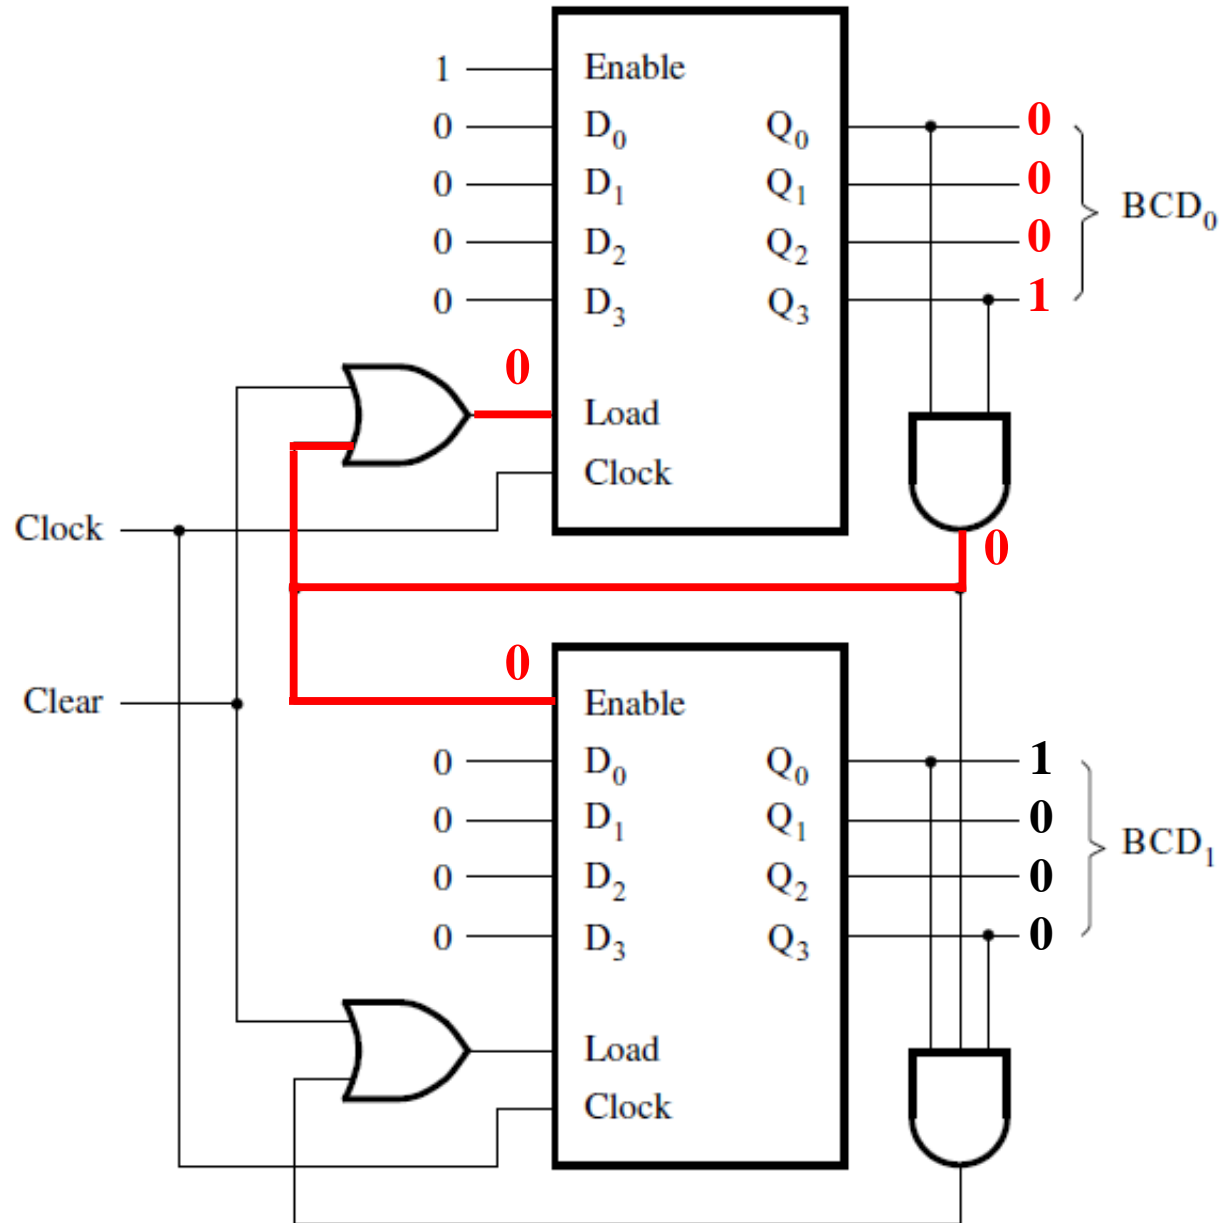 1 Enable
0 D0 Q0 0
0 D1 Q1 0
0 D2 Q2 0
0 D3 Q3 1
BCD0
0
Load
Clock
Clock
0
0
Clear
Enable
0 D0 Q0 1
0 D1 Q1 0
0 D2 Q2 0
0 D3 Q3 0
BCD1
Load
Clock